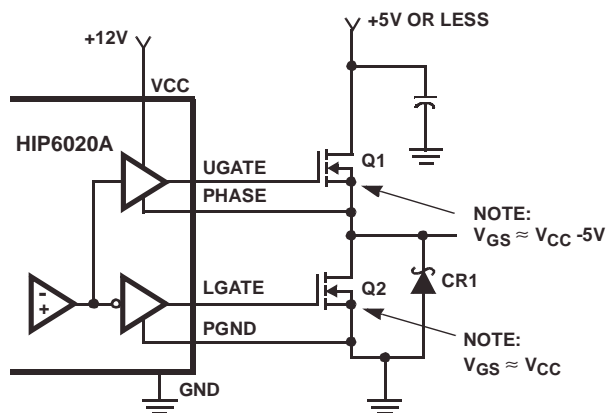 +5V OR LESS
+12V
VCC
HIP6020A
UGATE
Q1
PHASE
NOTE:
VGS ≈ VCC -5V
-
+
LGATE
Q2
CR1
PGND
NOTE:
VGS ≈ VCC
GND